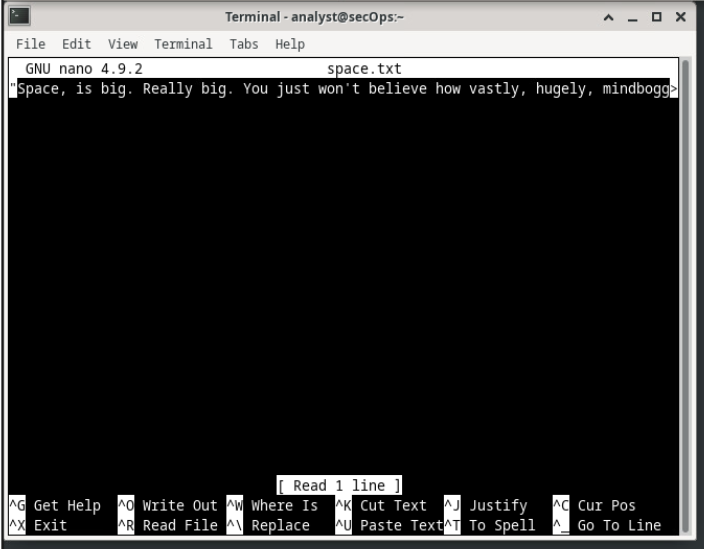 Terminal - analyst@secOps:~
File Edit View Terminal Tabs Help
GNU nano 4.9.2 space.txt
"Space, is big. Really big. You just won't believe how vastly, hugely, mindbogg>
[ Read 1 line ]
^G Get Help ^O Write Out ^W Where Is ^K Cut Text ^J Justify ^C Cur Pos
^X Exit ^R Read File ^\ Replace ^U Paste Text ^T To Spell ^_ Go To Line